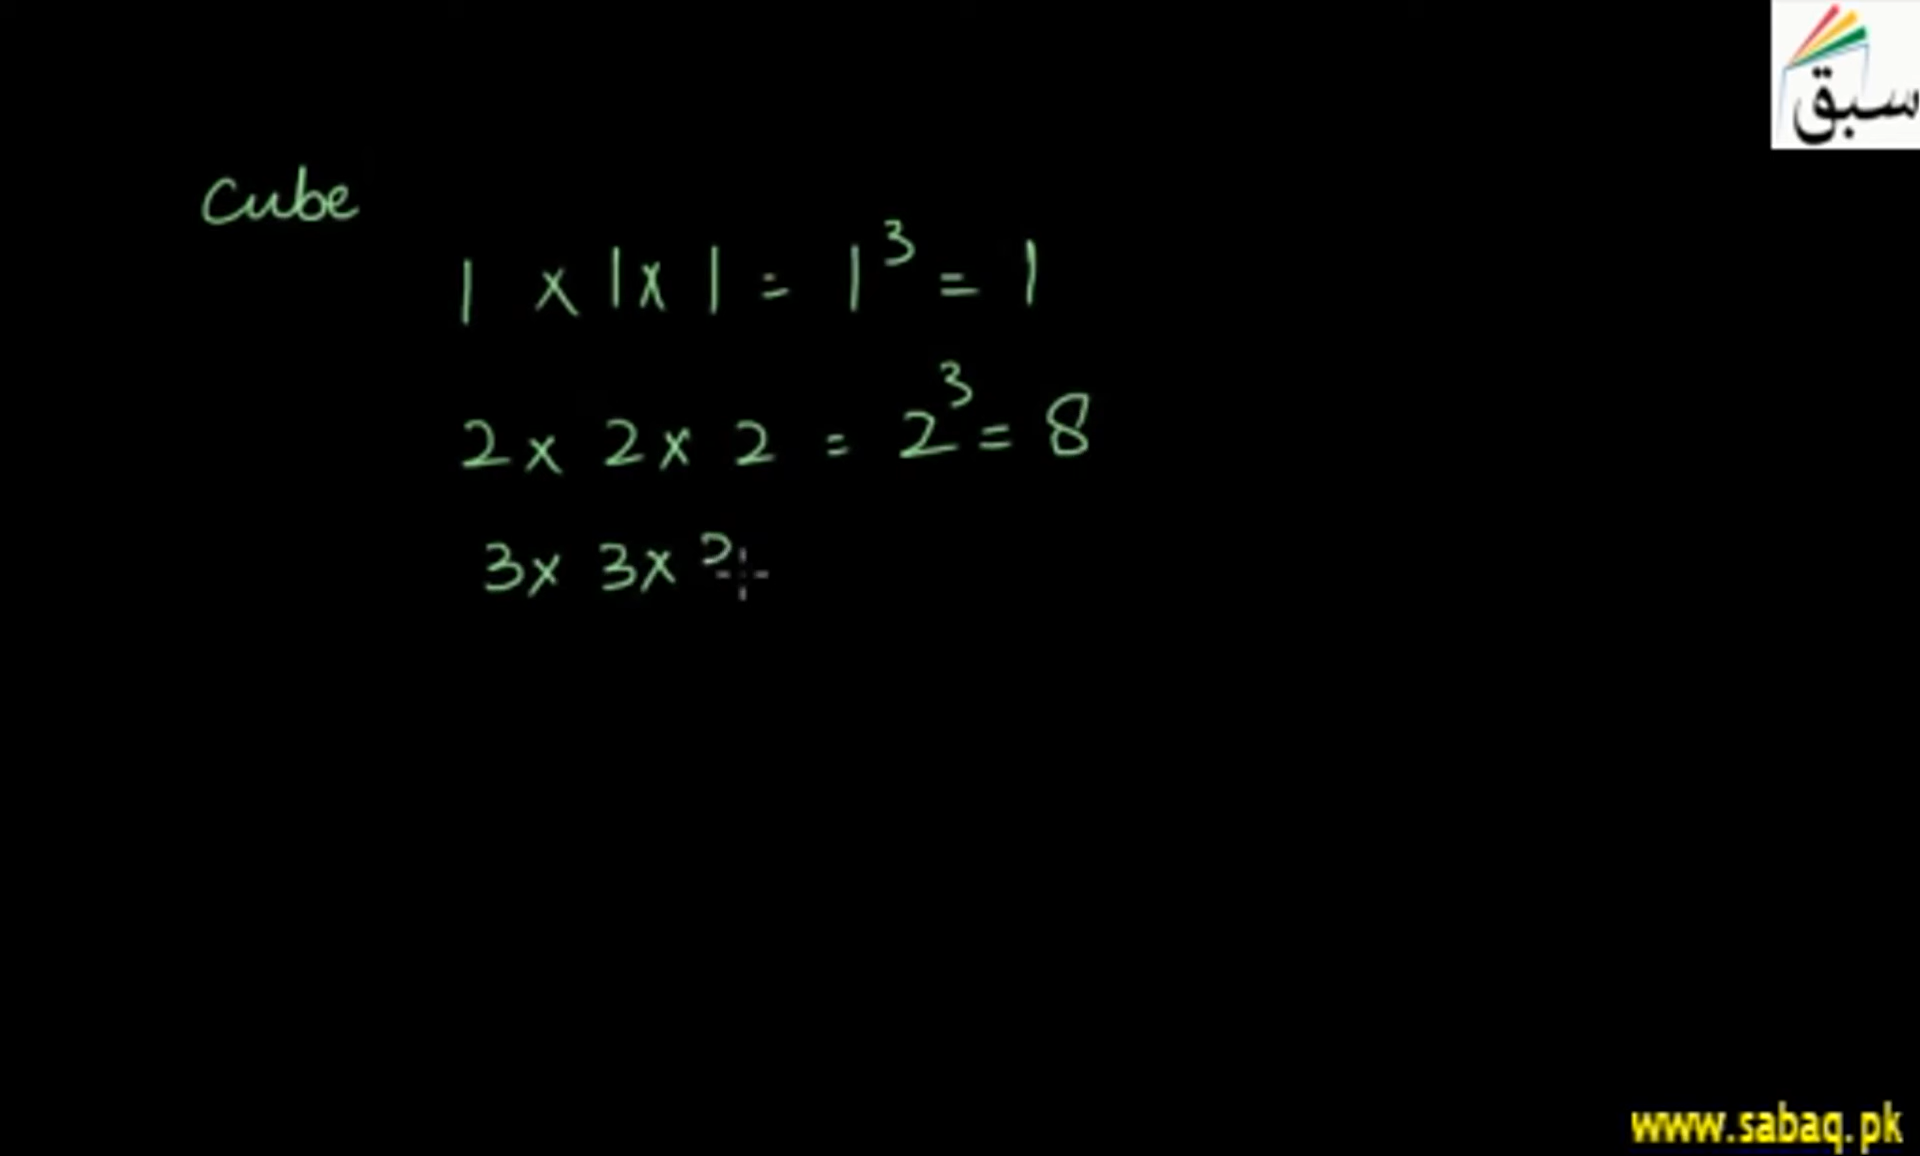 سبق
Cube
1 x 1 x 1 = 1³ = 1
2 x 2 x 2 = 2³ = 8
3 x 3 x
www.sabaq.pk